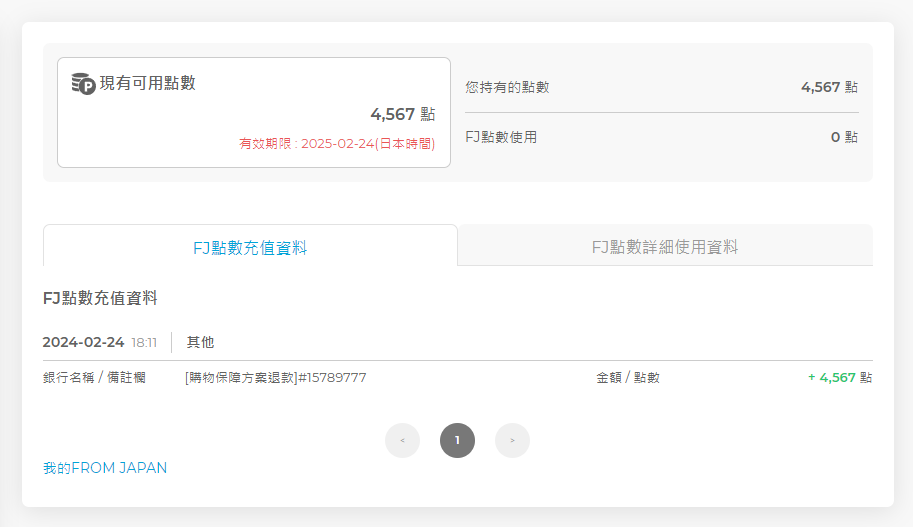 現有可用點數
4,567 點
有效期限 : 2025-02-24(日本時間)
您持有的點數 4,567 點
FJ點數使用 0 點
FJ點數充值資料 FJ點數詳細使用資料
FJ點數充值資料
2024-02-24 18:11 其他
銀行名稱 / 備註欄 [購物保障方案退款]#15789777 金額 / 點數 + 4,567 點
< 1 >
我的FROM JAPAN